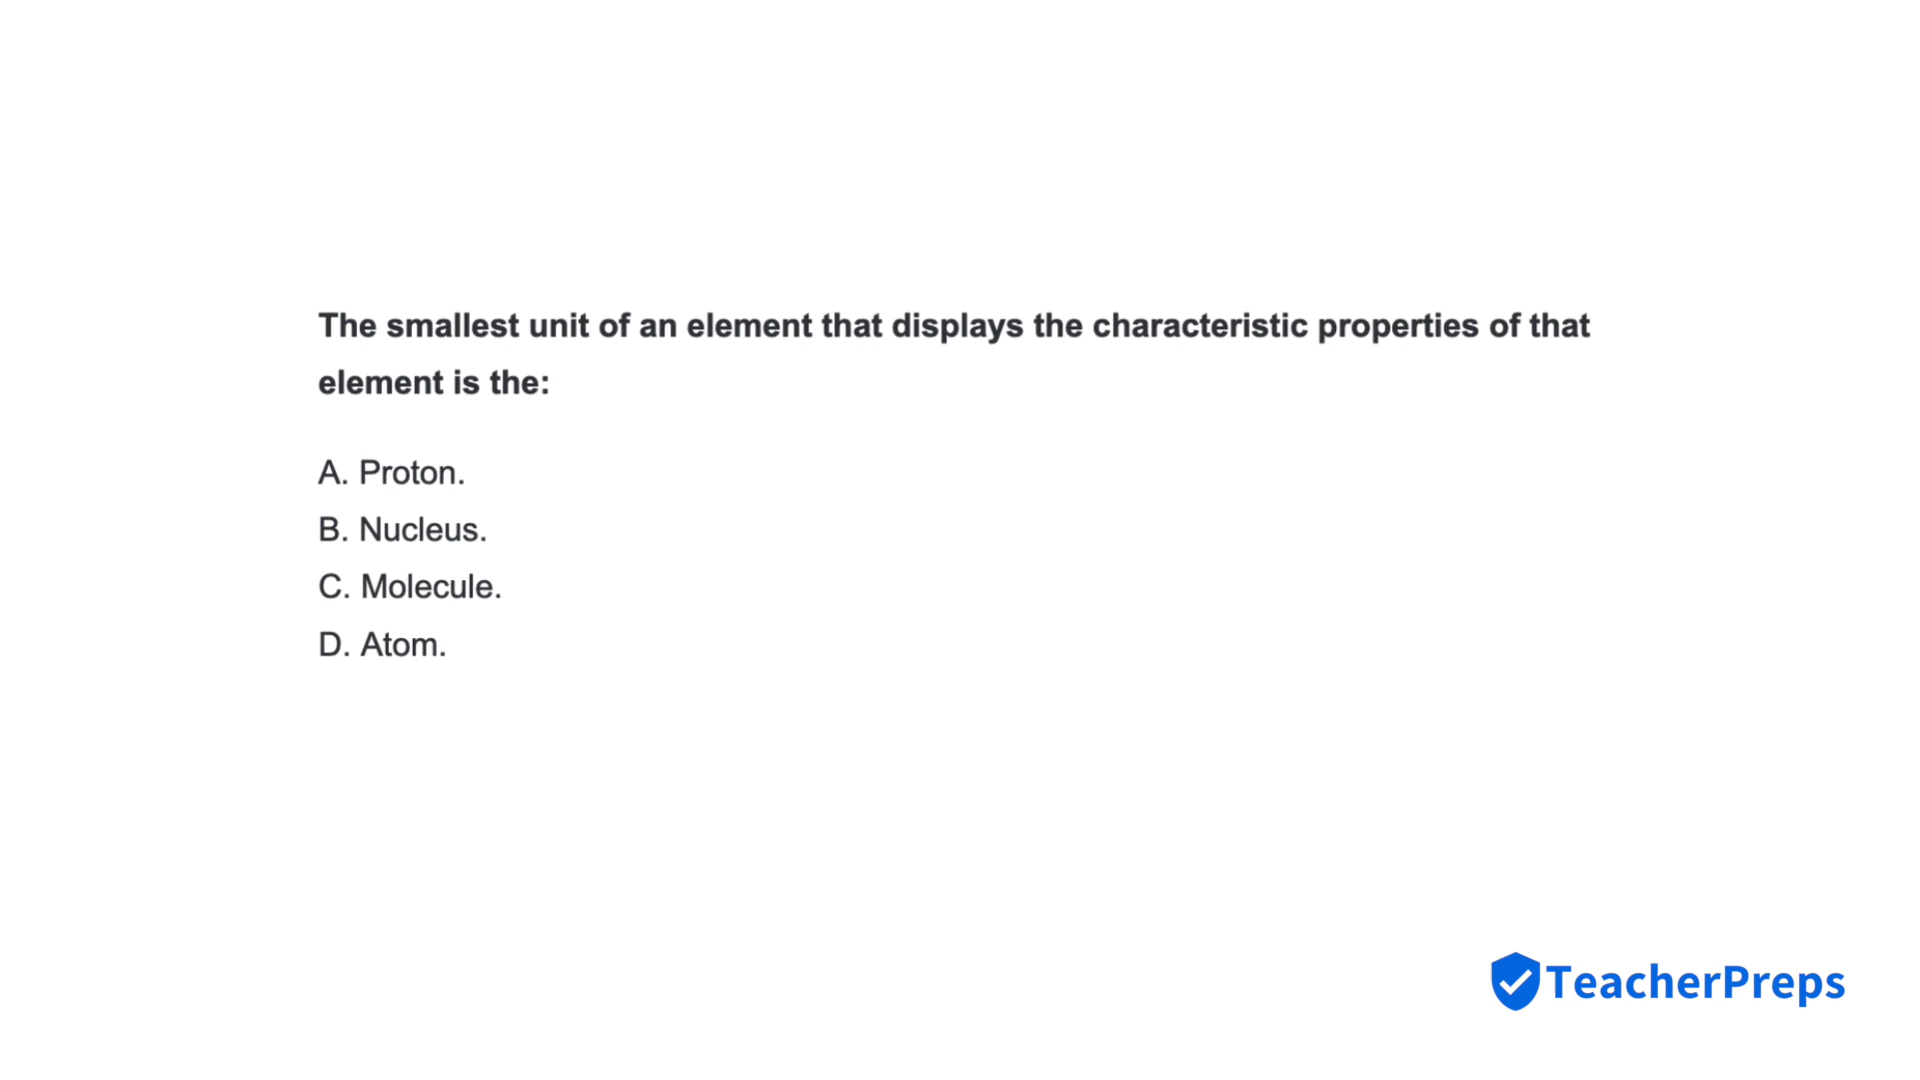 The smallest unit of an element that displays the characteristic properties of that
element is the:
A. Proton.
B. Nucleus.
C. Molecule.
D. Atom.
TeacherPreps